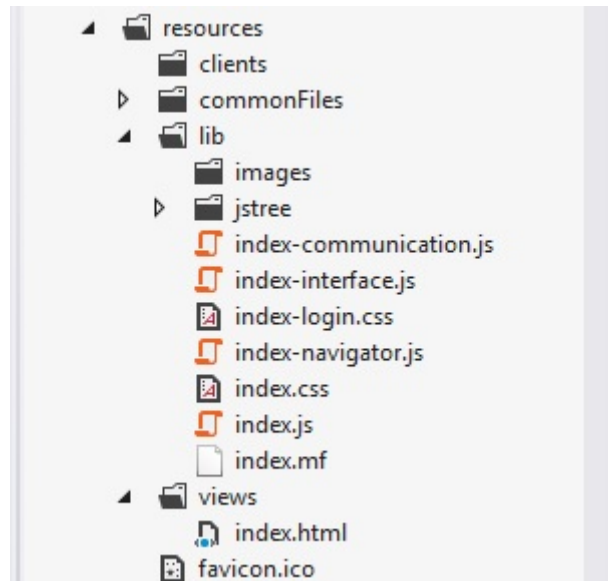 resources
clients
commonFiles
lib
images
jstree
index-communication.js
index-interface.js
index-login.css
index-navigator.js
index.css
index.js
index.mf
views
index.html
favicon.ico